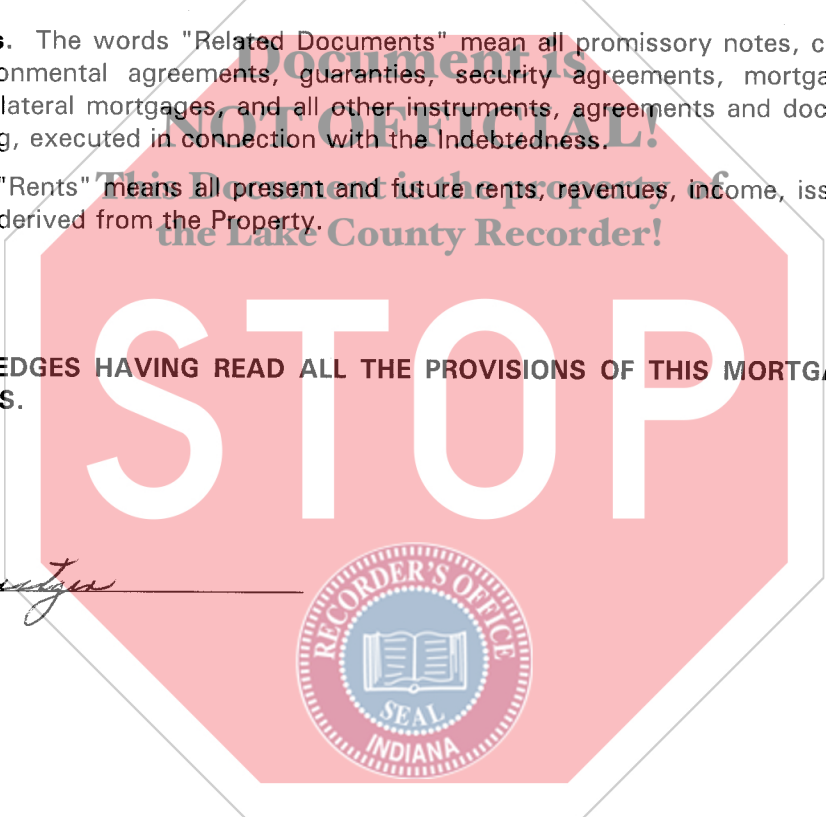 s. The words "Related Documents" mean all promissory notes, c
Document is
onmental agreements, guaranties, security agreements, mortga
lateral mortgages, and all other instruments, agreements and doc
NOT OFFICIAL!
g, executed in connection with the Indebtedness.
"Rents" means all present and future rents, revenues, income, iss
This Document is the property of
derived from the Property.
the Lake County Recorder!
STOP
EDGES HAVING READ ALL THE PROVISIONS OF THIS MORTGA
S.
RECORDER'S OFFICE
SEAL
INDIANA